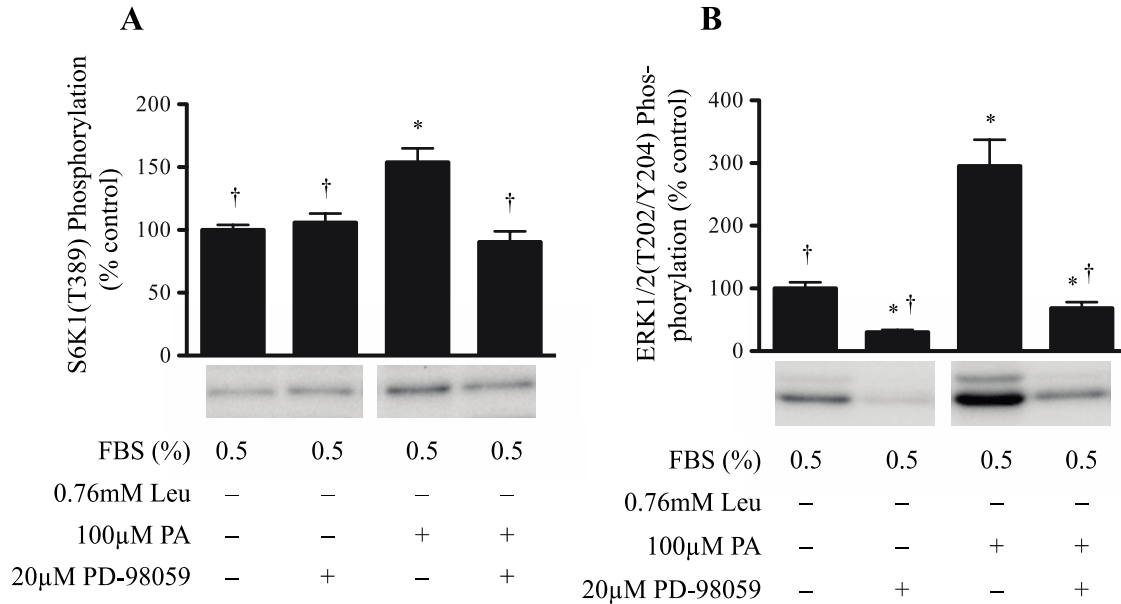 A
S6K1(T389) Phosphorylation
(% control)
200
150
100
50
0
†
†
*
†
FBS (%) 0.5 0.5 0.5 0.5
0.76mM Leu – – – –
100µM PA – – + +
20µM PD-98059 – + – +
B
ERK1/2(T202/Y204) Phos-
phorylation (% control)
400
300
200
100
0
†
* †
*
* †
FBS (%) 0.5 0.5 0.5 0.5
0.76mM Leu – – – –
100µM PA – – + +
20µM PD-98059 – + – +